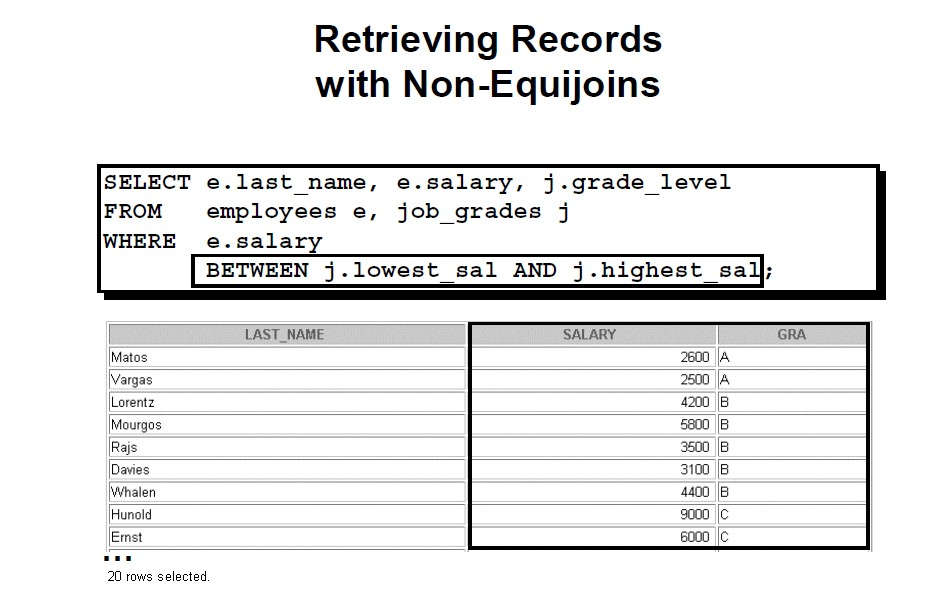 Retrieving Records
with Non-Equijoins
SELECT e.last_name, e.salary, j.grade_level
FROM employees e, job_grades j
WHERE e.salary
BETWEEN j.lowest_sal AND j.highest_sal;
LAST_NAME SALARY GRA
Matos 2600 A
Vargas 2500 A
Lorentz 4200 B
Mourgos 5800 B
Rajs 3500 B
Davies 3100 B
Whalen 4400 B
Hunold 9000 C
Ernst 6000 C
...
20 rows selected.